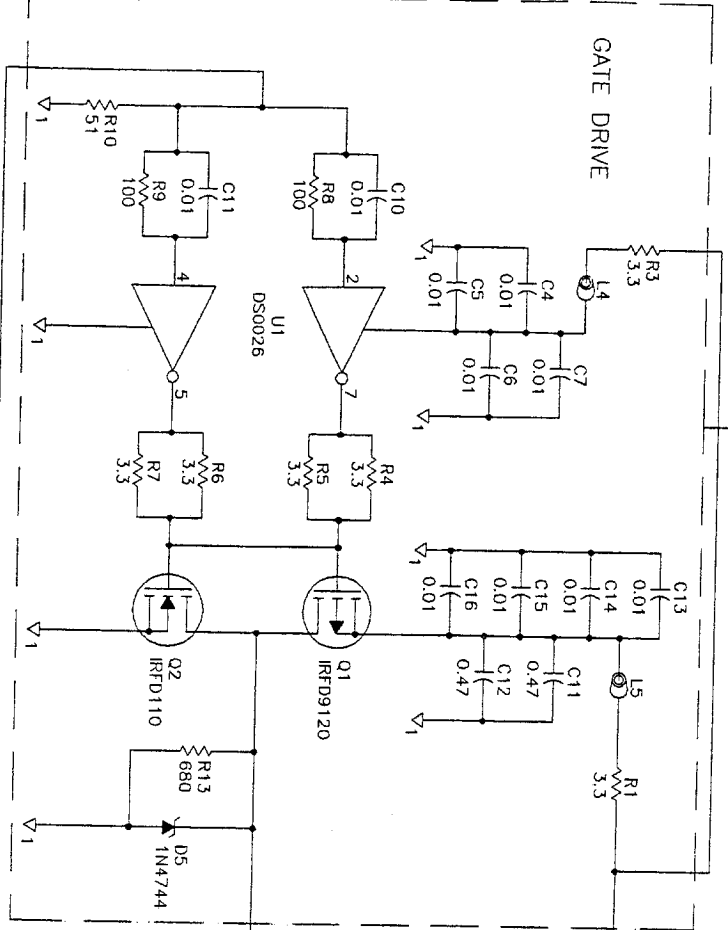 GATE DRIVE
R3
3.3
L4
C4
0.01
C5
0.01
1
C7
0.01
C6
0.01
1
C13
0.01
C14
0.01
C15
0.01
C16
0.01
1
L5
R1
3.3
C11
0.47
C12
0.47
1
C10
0.01
R8
100
2
7
U1
DS0026
R4
3.3
R5
3.3
Q1
IRFD9120
C11
0.01
R9
100
4
5
R6
3.3
R7
3.3
Q2
IRFD110
R10
51
1
1
1
R13
680
D5
1N4744
1